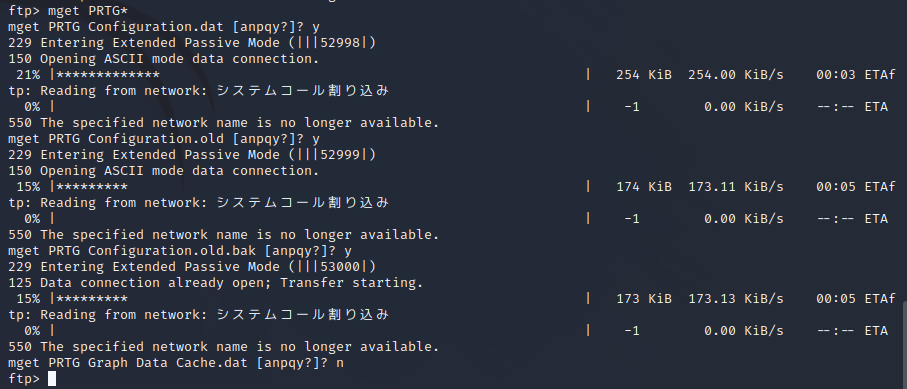 ftp> mget PRTG*
mget PRTG Configuration.dat [anpqy?]? y
229 Entering Extended Passive Mode (|||52998|)
150 Opening ASCII mode data connection.
21% |************* | 254 KiB 254.00 KiB/s 00:03 ETAf
tp: Reading from network: システムコール割り込み
0% | | -1 0.00 KiB/s --:-- ETA
550 The specified network name is no longer available.
mget PRTG Configuration.old [anpqy?]? y
229 Entering Extended Passive Mode (|||52999|)
150 Opening ASCII mode data connection.
15% |********* | 174 KiB 173.11 KiB/s 00:05 ETAf
tp: Reading from network: システムコール割り込み
0% | | -1 0.00 KiB/s --:-- ETA
550 The specified network name is no longer available.
mget PRTG Configuration.old.bak [anpqy?]? y
229 Entering Extended Passive Mode (|||53000|)
125 Data connection already open; Transfer starting.
15% |********* | 173 KiB 173.13 KiB/s 00:05 ETAf
tp: Reading from network: システムコール割り込み
0% | | -1 0.00 KiB/s --:-- ETA
550 The specified network name is no longer available.
mget PRTG Graph Data Cache.dat [anpqy?]? n
ftp>